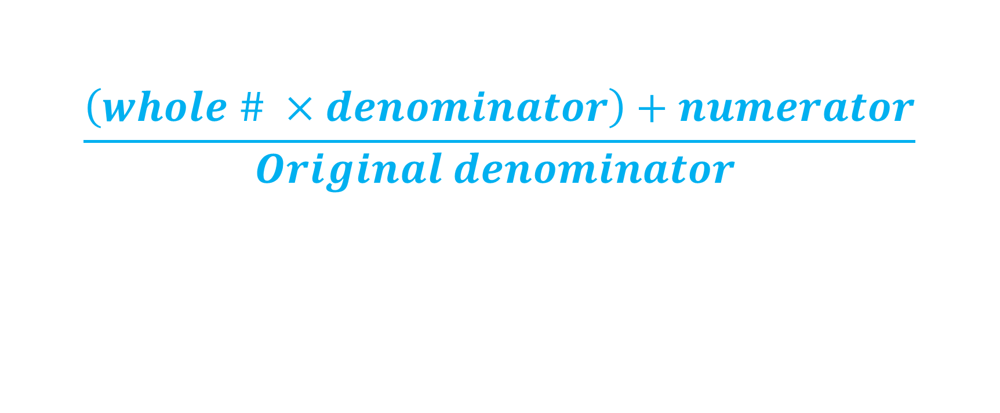 (whole # × denominator) + numerator
Original denominator